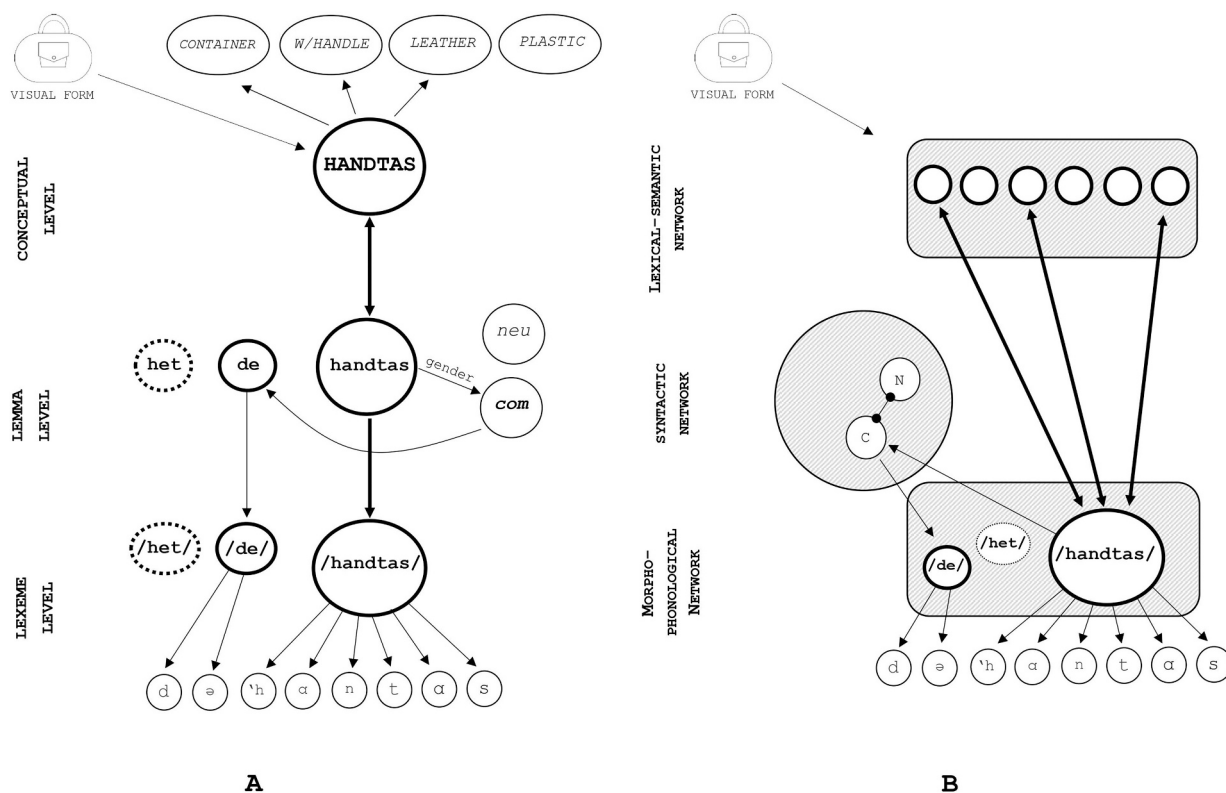 VISUAL FORM
CONTAINER
W/HANDLE
LEATHER
PLASTIC
CONCEPTUAL
LEVEL
HANDTAS
LEMMA
LEVEL
het
de
handtas
gender
neu
com
LEXEME
LEVEL
/het/
/de/
/handtas/
d
ə
'h
ɑ
n
t
ɑ
s
A
VISUAL FORM
LEXICAL-SEMANTIC
NETWORK
SYNTACTIC
NETWORK
N
C
MORPHO-
PHONOLOGICAL
NETWORK
/de/
/het/
/handtas/
d
ə
'h
ɑ
n
t
ɑ
s
B